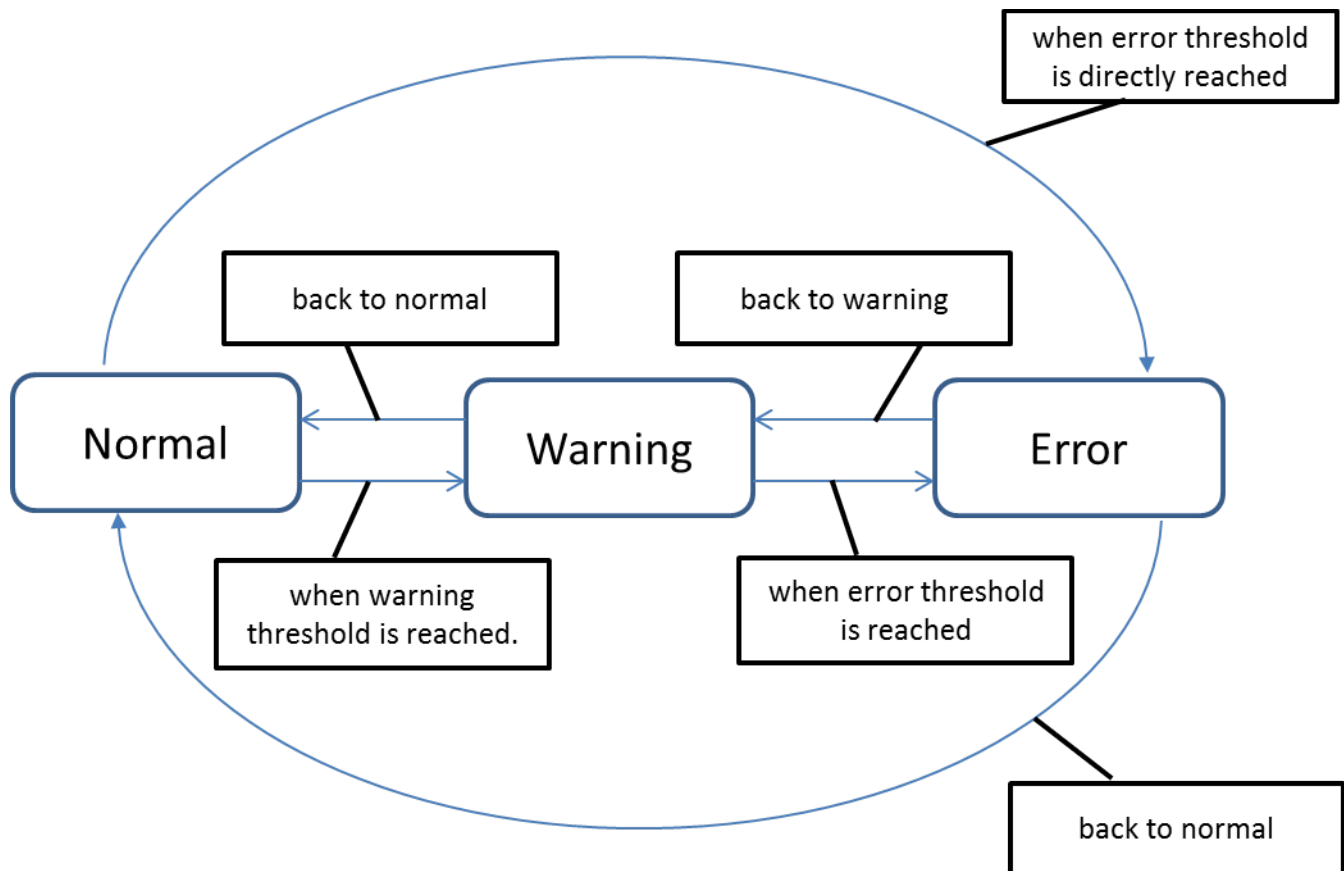 when error threshold
is directly reached
back to normal
back to warning
Normal
Warning
Error
when warning
threshold is reached.
when error threshold
is reached
back to normal